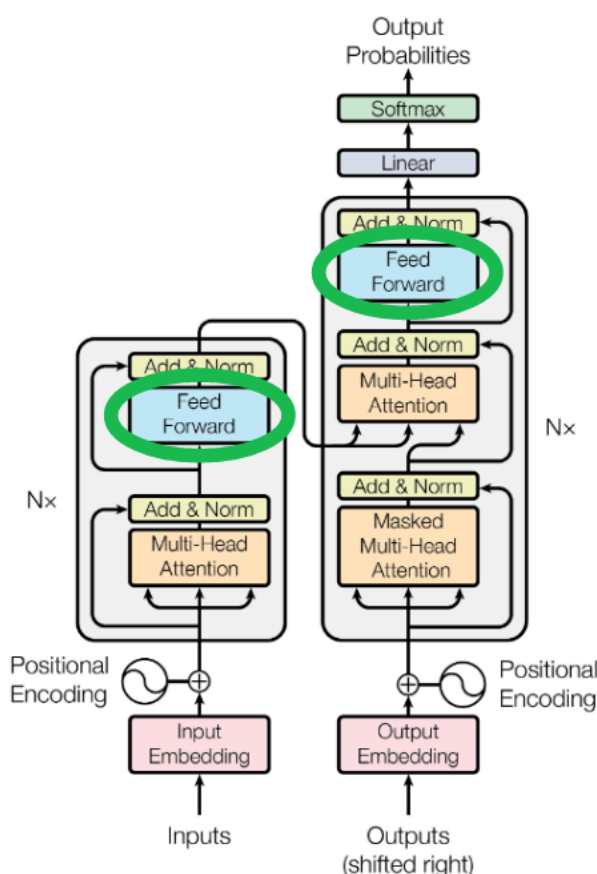 Output
Probabilities
Softmax
Linear
Add & Norm
Feed
Forward
Add & Norm
Multi-Head
Attention
Nx
Add & Norm
Masked
Multi-Head
Attention
Add & Norm
Feed
Forward
Nx
Add & Norm
Multi-Head
Attention
Positional
Encoding
Positional
Encoding
Input
Embedding
Output
Embedding
Inputs
Outputs
(shifted right)